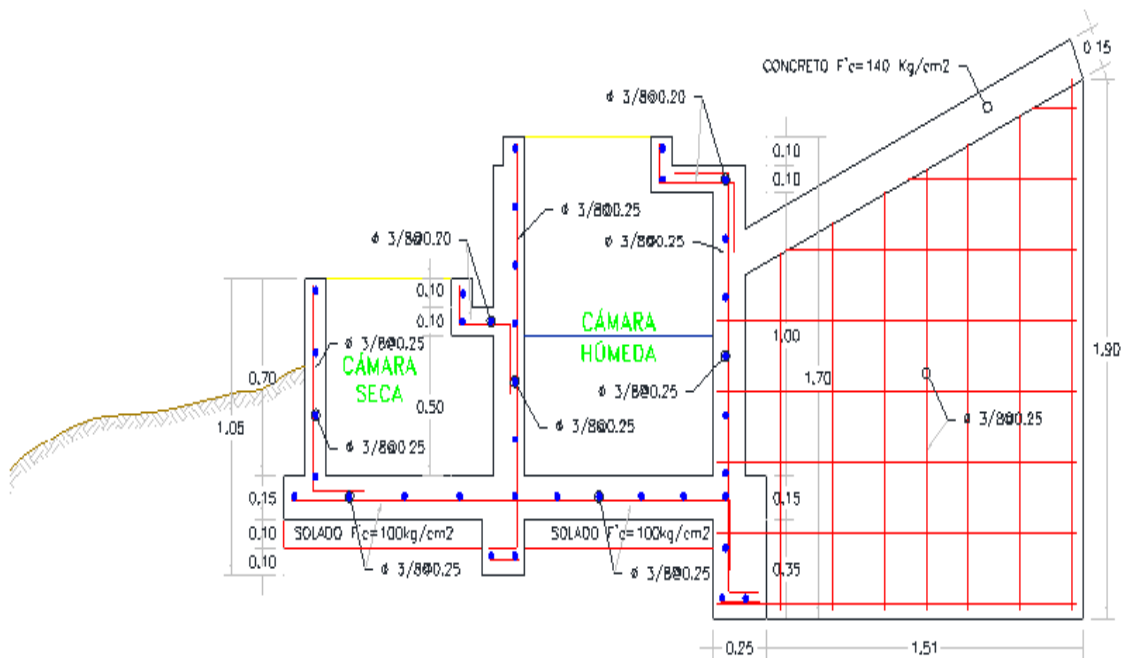 0.15
CONCRETO F'c=140 Kg/cm2
ø 3/8@0.20
0.10
0.10
ø 3/8@0.25
ø 3/8@0.20
ø 3/8@0.25
0.10
0.10
CÁMARA
HÚMEDA
1.00
1.90
ø 3/8@0.25
CÁMARA
SECA
0.70
1.70
ø 3/8@0.25
0.50
1.05
ø 3/8@0.25
ø 3/8@0.25
ø 3/8@0.25
0.15
0.15
0.10
SOLADO F'c=100kg/cm2
SOLADO F'c=100kg/cm2
0.10
ø 3/8@0.25
ø 3/8@0.25
0.35
0.25
1.51